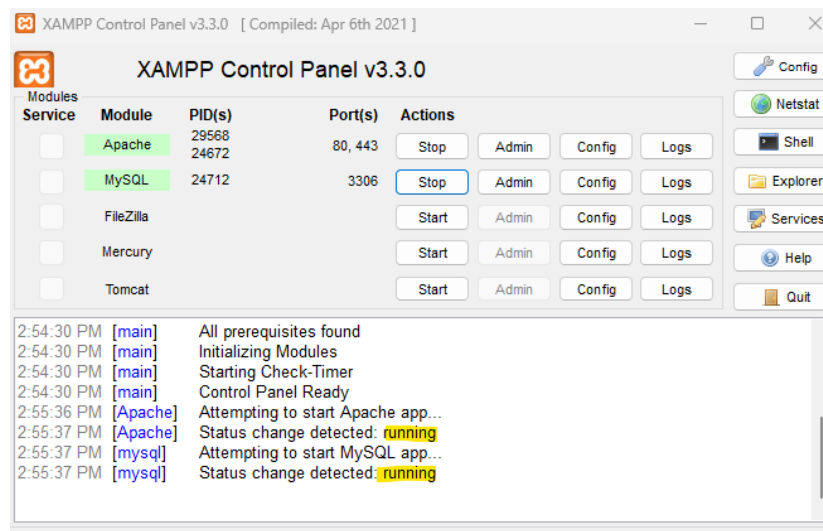 XAMPP Control Panel v3.3.0 [ Compiled: Apr 6th 2021 ]
XAMPP Control Panel v3.3.0
Config
Modules
Service Module PID(s) Port(s) Actions
Netstat
Apache 29568 24672 80, 443 Stop Admin Config Logs
Shell
MySQL 24712 3306 Stop Admin Config Logs
Explorer
FileZilla Start Admin Config Logs
Services
Mercury Start Admin Config Logs
Help
Tomcat Start Admin Config Logs
Quit
2:54:30 PM [main] All prerequisites found
2:54:30 PM [main] Initializing Modules
2:54:30 PM [main] Starting Check-Timer
2:54:30 PM [main] Control Panel Ready
2:55:36 PM [Apache] Attempting to start Apache app...
2:55:37 PM [Apache] Status change detected: running
2:55:37 PM [mysql] Attempting to start MySQL app...
2:55:37 PM [mysql] Status change detected: running